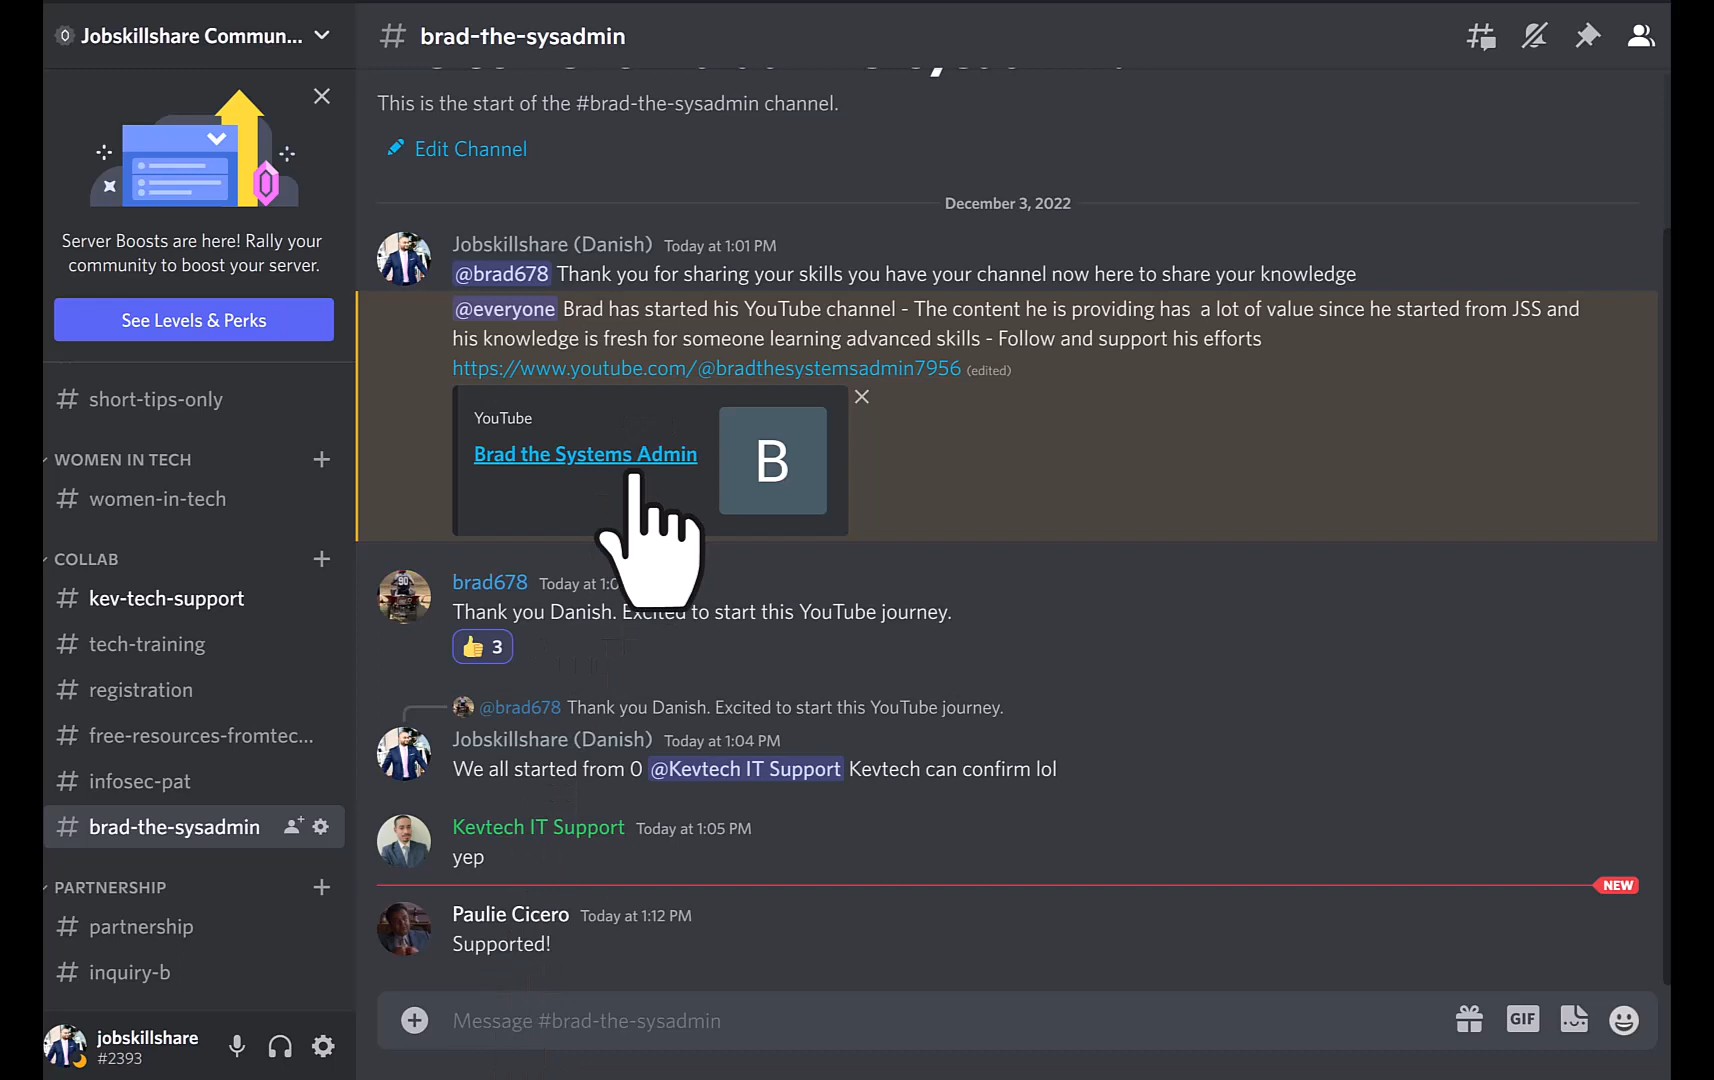 Jobskillshare Commun...
Server Boosts are here! Rally your
community to boost your server.
See Levels & Perks
short-tips-only
WOMEN IN TECH
women-in-tech
COLLAB
kev-tech-support
tech-training
registration
free-resources-fromtec...
infosec-pat
brad-the-sysadmin
PARTNERSHIP
partnership
inquiry-b
jobskillshare
#2393
brad-the-sysadmin
This is the start of the #brad-the-sysadmin channel.
Edit Channel
December 3, 2022
Jobskillshare (Danish) Today at 1:01 PM
@brad678 Thank you for sharing your skills you have your channel now here to share your knowledge
@everyone Brad has started his YouTube channel - The content he is providing has a lot of value since he started from JSS and
his knowledge is fresh for someone learning advanced skills - Follow and support his efforts
https://www.youtube.com/@bradthesystemsadmin7956 (edited)
YouTube
Brad the Systems Admin
B
brad678 Today at
Thank you Danish. Excited to start this YouTube journey.
3
@brad678 Thank you Danish. Excited to start this YouTube journey.
Jobskillshare (Danish) Today at 1:04 PM
We all started from 0 @Kevtech IT Support Kevtech can confirm lol
Kevtech IT Support Today at 1:05 PM
yep
NEW
Paulie Cicero Today at 1:12 PM
Supported!
Message #brad-the-sysadmin
GIF